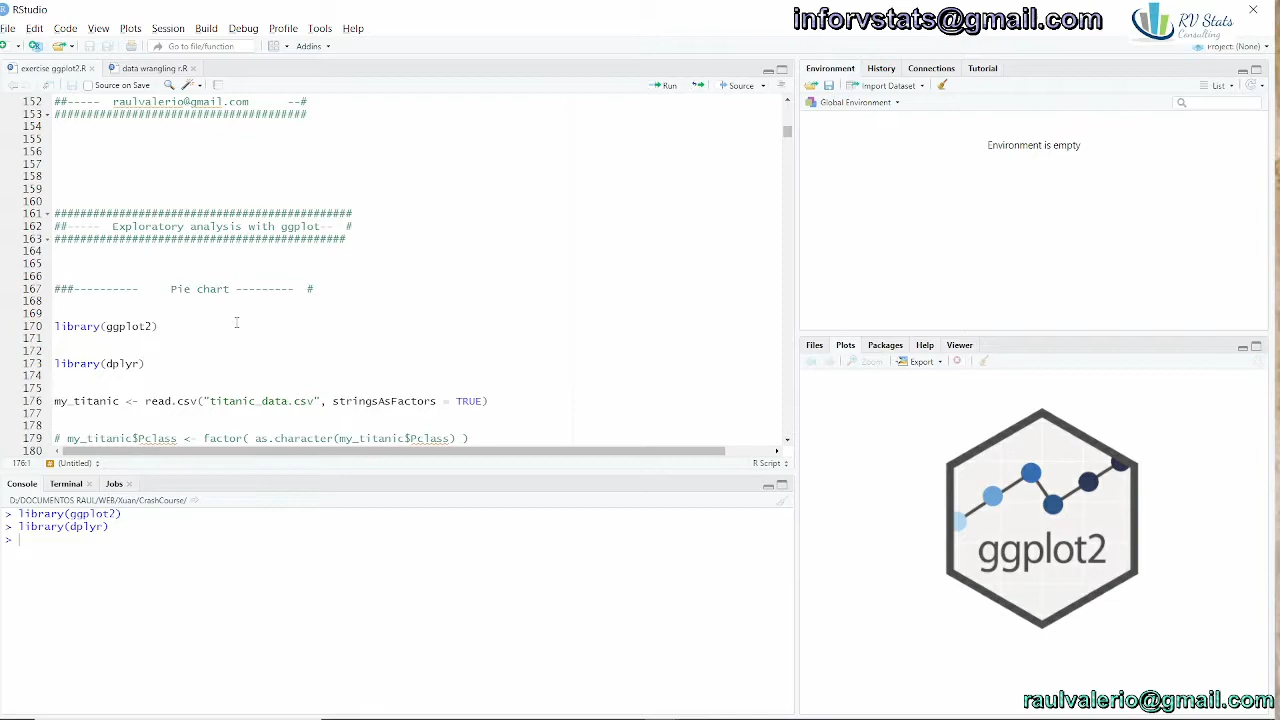 RStudio
inforvstats@gmail.com
RV Stats
Consulting
File Edit Code View Plots Session Build Debug Profile Tools Help
Go to file/function
Addins
Project: (None)
exercise ggplot2.R
data wrangling r.R
Source on Save
Run
Source
152 ##----- raulvalerio@gmail.com --#
153 #######################################
154
155
156
157
158
159
160
161 ##############################################
162 ##----- Exploratory analysis with ggplot-- #
163 #############################################
164
165
166
167 ###---------- Pie chart --------- #
168
169
170 library(ggplot2)
171
172
173 library(dplyr)
174
175
176 my_titanic <- read.csv("titanic_data.csv", stringsAsFactors = TRUE)
177
178
179 # my_titanic$Pclass <- factor( as.character(my_titanic$Pclass) )
180
176:1
(Untitled)
R Script
Console Terminal Jobs
D:/DOCUMENTS/RAUL/WEB/Xuan/CrashCourse/
> library(ggplot2)
> library(dplyr)
>
Environment History Connections Tutorial
Import Dataset
List
Global Environment
Environment is empty
Files Plots Packages Help Viewer
Zoom
Export
ggplot2
raulvalerio@gmail.com